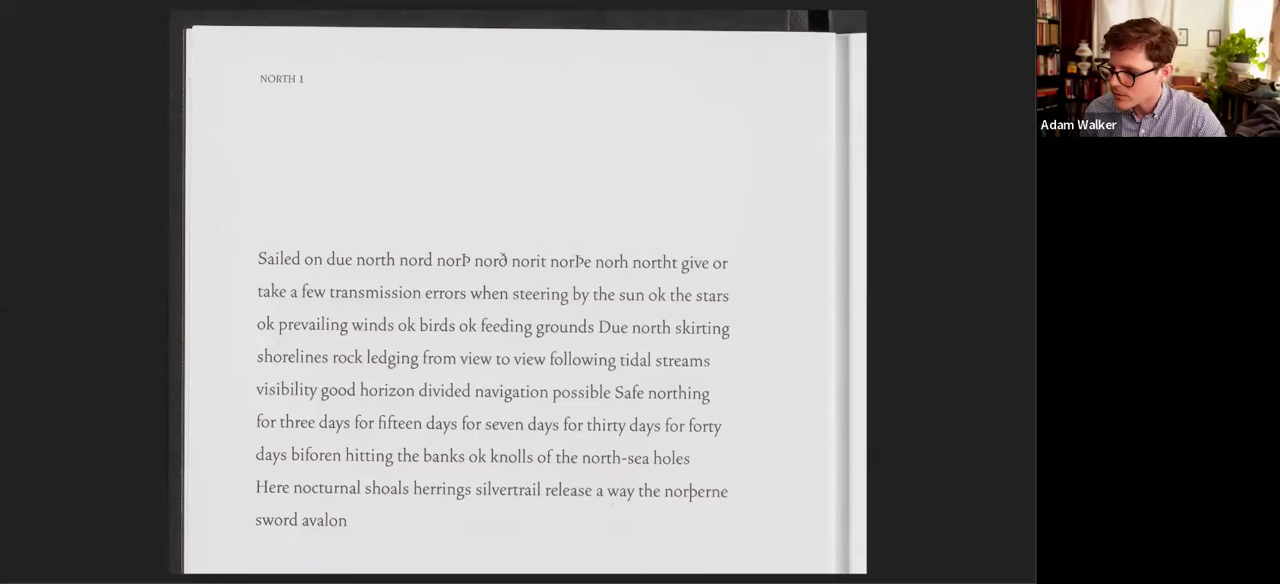 NORTH 1
Sailed on due north nord norÞ norð norit norÞe norh northt give or
take a few transmission errors when steering by the sun ok the stars
ok prevailing winds ok birds ok feeding grounds Due north skirting
shorelines rock ledging from view to view following tidal streams
visibility good horizon divided navigation possible Safe northing
for three days for fifteen days for seven days for thirty days for forty
days biforen hitting the banks ok knolls of the north-sea holes
Here nocturnal shoals herrings silvertrail release a way the norþerne
sword avalon
Adam Walker